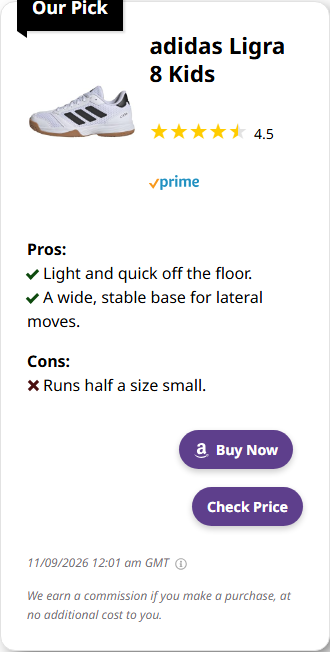 Our Pick
adidas Ligra
8 Kids
4.5
prime
Pros:
Light and quick off the floor.
A wide, stable base for lateral
moves.
Cons:
Runs half a size small.
Buy Now
Check Price
11/09/2026 12:01 am GMT
We earn a commission if you make a purchase, at
no additional cost to you.